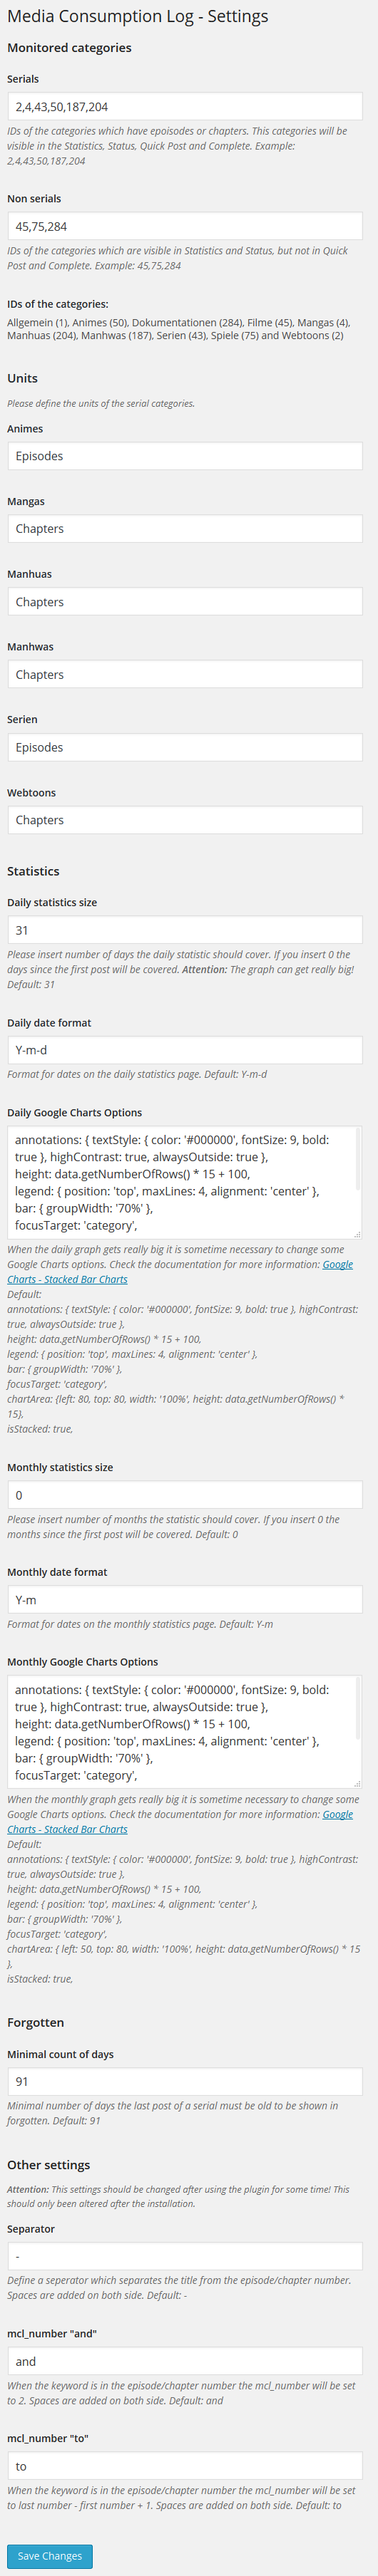 Media Consumption Log - Settings
Monitored categories
Serials
2,4,43,50,187,204
IDs of the categories which have epoisodes or chapters. This categories will be
visible in the Statistics, Status, Quick Post and Complete. Example:
2,4,43,50,187,204
Non serials
45,75,284
IDs of the categories which are visible in Statistics and Status, but not in Quick
Post and Complete. Example: 45,75,284
IDs of the categories:
Allgemein (1), Animes (50), Dokumentationen (284), Filme (45), Mangas (4),
Manhuas (204), Manhwas (187), Serien (43), Spiele (75) and Webtoons (2)
Units
Please define the units of the serial categories.
Animes
Episodes
Mangas
Chapters
Manhuas
Chapters
Manhwas
Chapters
Serien
Episodes
Webtoons
Chapters
Statistics
Daily statistics size
31
Please insert number of days the daily statistic should cover. If you insert 0 the
days since the first post will be covered. Attention: The graph can get really big!
Default: 31
Daily date format
Y-m-d
Format for dates on the daily statistics page. Default: Y-m-d
Daily Google Charts Options
annotations: { textStyle: { color: '#000000', fontSize: 9, bold:
true }, highContrast: true, alwaysOutside: true },
height: data.getNumberOfRows() * 15 + 100,
legend: { position: 'top', maxLines: 4, alignment: 'center' },
bar: { groupWidth: '70%' },
focusTarget: 'category',
When the daily graph gets really big it is sometime necessary to change some
Google Charts options. Check the documentation for more information: Google
Charts - Stacked Bar Charts
Default:
annotations: { textStyle: { color: '#000000', fontSize: 9, bold: true }, highContrast:
true, alwaysOutside: true },
height: data.getNumberOfRows() * 15 + 100,
legend: { position: 'top', maxLines: 4, alignment: 'center' },
bar: { groupWidth: '70%' },
focusTarget: 'category',
chartArea: {left: 80, top: 80, width: '100%', height: data.getNumberOfRows() *
15},
isStacked: true,
Monthly statistics size
0
Please insert number of months the statistic should cover. If you insert 0 the
months since the first post will be covered. Default: 0
Monthly date format
Y-m
Format for dates on the monthly statistics page. Default: Y-m
Monthly Google Charts Options
annotations: { textStyle: { color: '#000000', fontSize: 9, bold:
true }, highContrast: true, alwaysOutside: true },
height: data.getNumberOfRows() * 15 + 100,
legend: { position: 'top', maxLines: 4, alignment: 'center' },
bar: { groupWidth: '70%' },
focusTarget: 'category',
When the monthly graph gets really big it is sometime necessary to change some
Google Charts options. Check the documentation for more information: Google
Charts - Stacked Bar Charts
Default:
annotations: { textStyle: { color: '#000000', fontSize: 9, bold: true }, highContrast:
true, alwaysOutside: true },
height: data.getNumberOfRows() * 15 + 100,
legend: { position: 'top', maxLines: 4, alignment: 'center' },
bar: { groupWidth: '70%' },
focusTarget: 'category',
chartArea: { left: 50, top: 80, width: '100%', height: data.getNumberOfRows() * 15
},
isStacked: true,
Forgotten
Minimal count of days
91
Minimal number of days the last post of a serial must be old to be shown in
forgotten. Default: 91
Other settings
Attention: This settings should be changed after using the plugin for some time! This
should only been altered after the installation.
Separator
-
Define a seperator which separates the title from the episode/chapter number.
Spaces are added on both side. Default: -
mcl_number "and"
and
When the keyword is in the episode/chapter number the mcl_number will be set
to 2. Spaces are added on both side. Default: and
mcl_number "to"
to
When the keyword is in the episode/chapter number the mcl_number will be set
to last number - first number + 1. Spaces are added on both side. Default: to
Save Changes